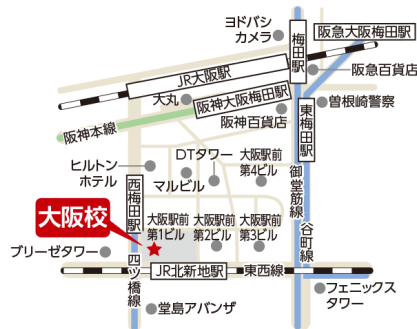 ヨドバシ
カメラ
梅田駅
阪急大阪梅田駅
JR大阪駅
阪急百貨店
大丸
阪神大阪梅田駅
曽根崎警察
阪神本線
阪神百貨店
東梅田駅
DTタワー
大阪駅前
第4ビル
ヒルトン
ホテル
マルビル
御堂筋線
西梅田駅
大阪校
大阪駅前
第1ビル
大阪駅前
第2ビル
大阪駅前
第3ビル
谷町線
ブリーゼタワー
四ツ橋線
JR北新地駅
東西線
フェニックス
タワー
堂島アバンザ